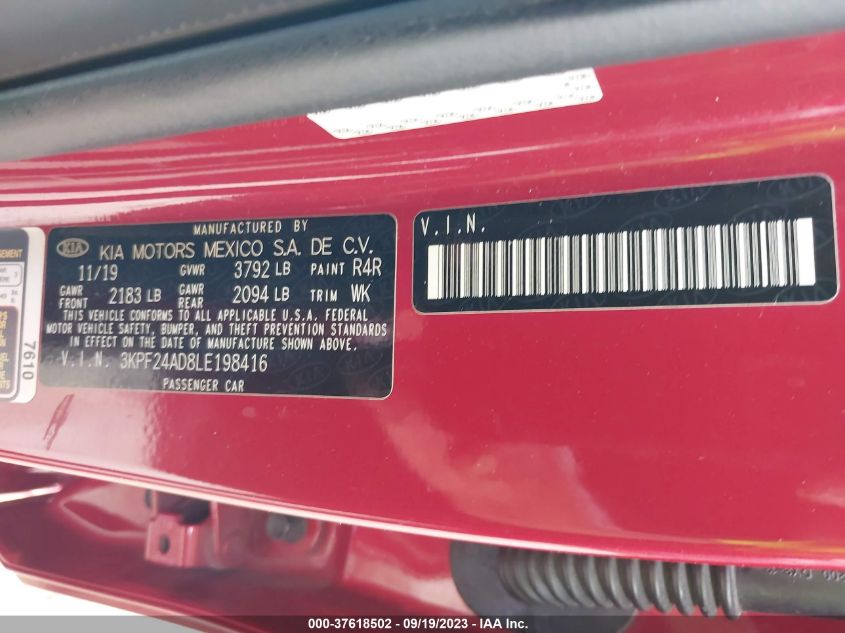 MANUFACTURED BY
KIA KIA MOTORS MEXICO S.A. DE C.V.
11/19 GVWR 3792 LB PAINT R4R
GAWR FRONT 2183 LB GAWR REAR 2094 LB TRIM WK
THIS VEHICLE CONFORMS TO ALL APPLICABLE U.S.A. FEDERAL
MOTOR VEHICLE SAFETY, BUMPER, AND THEFT PREVENTION STANDARDS
IN EFFECT ON THE DATE OF MANUFACTURE SHOWN ABOVE.
V.I.N. 3KPF24AD8LE198416
PASSENGER CAR
V.I.N.
7610
000-37618502 - 09/19/2023 - IAA Inc.